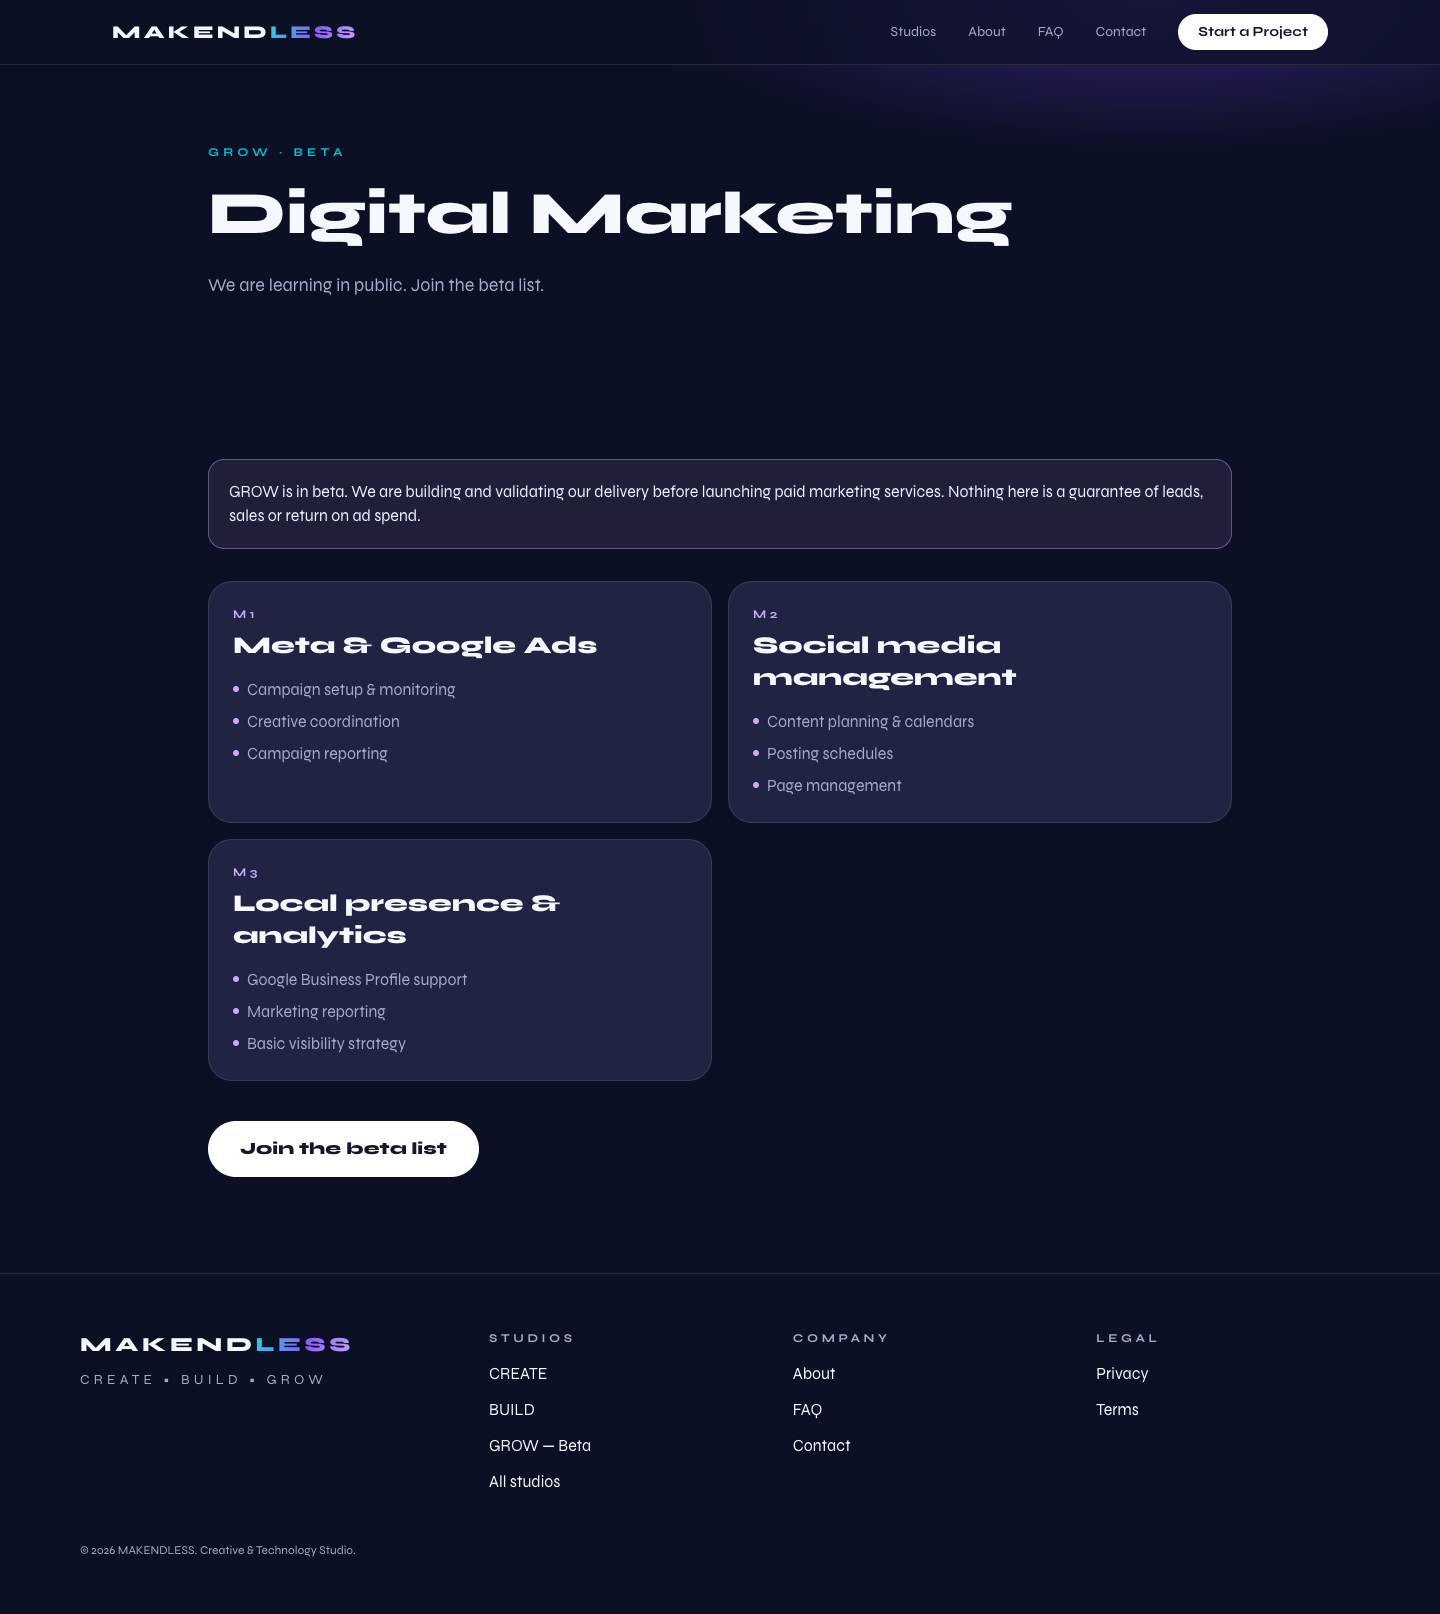 MAKENDLESS
Studios
About
FAQ
Contact
Start a Project
GROW · BETA
Digital Marketing
We are learning in public. Join the beta list.
GROW is in beta. We are building and validating our delivery before launching paid marketing services. Nothing here is a guarantee of leads,
sales or return on ad spend.
M1
Meta & Google Ads
Campaign setup & monitoring
Creative coordination
Campaign reporting
M2
Social media
management
Content planning & calendars
Posting schedules
Page management
M3
Local presence &
analytics
Google Business Profile support
Marketing reporting
Basic visibility strategy
Join the beta list
MAKENDLESS
CREATE ▪ BUILD ▪ GROW
STUDIOS
CREATE
BUILD
GROW — Beta
All studios
COMPANY
About
FAQ
Contact
LEGAL
Privacy
Terms
© 2026 MAKENDLESS. Creative & Technology Studio.